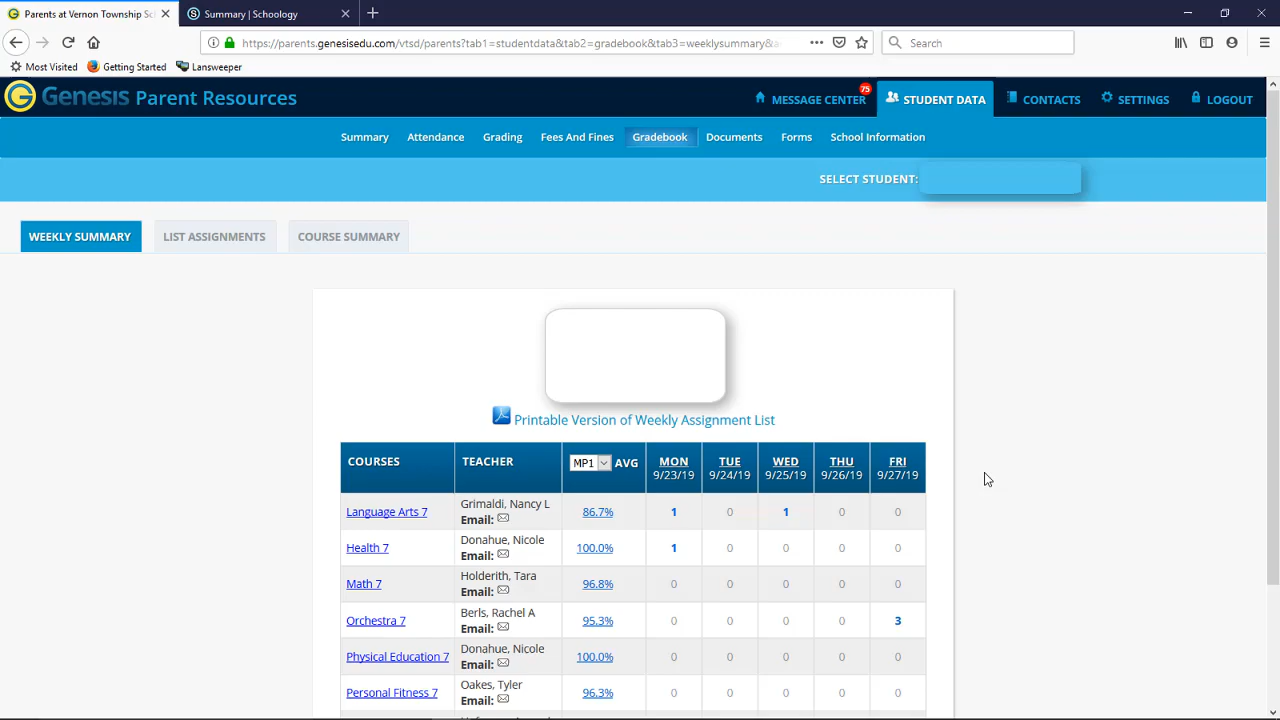 Parents at Vernon Township Sc
Summary | Schoology
https://parents.genesisedu.com/vtsd/parents?tab1=studentdata&tab2=gradebook&tab3=weeklysummary&
Search
Most Visited Getting Started Lansweeper
Genesis Parent Resources
MESSAGE CENTER 75 STUDENT DATA CONTACTS SETTINGS LOGOUT
Summary Attendance Grading Fees And Fines Gradebook Documents Forms School Information
SELECT STUDENT:
WEEKLY SUMMARY LIST ASSIGNMENTS COURSE SUMMARY
Printable Version of Weekly Assignment List
COURSES TEACHER MP1 AVG MON TUE WED THU FRI
9/23/19 9/24/19 9/25/19 9/26/19 9/27/19
Grimaldi, Nancy L
Language Arts 7 86.7% 1 0 1 0 0
Email:
Donahue, Nicole
Health 7 100.0% 1 0 0 0 0
Email:
Holderith, Tara
Math 7 96.8% 0 0 0 0 0
Email:
Berls, Rachel A
Orchestra 7 95.3% 0 0 0 0 3
Email:
Donahue, Nicole
Physical Education 7 100.0% 0 0 0 0 0
Email:
Oakes, Tyler
Personal Fitness 7 96.3% 0 0 0 0 0
Email: